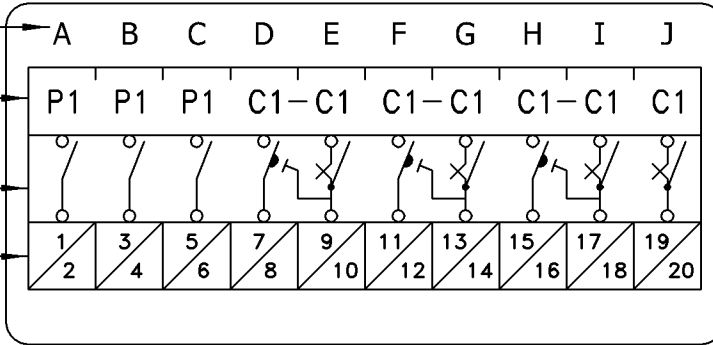 A B C D E F G H I J
P1 P1 P1 C1-C1 C1-C1 C1-C1 C1
1 3 5 7 9 11 13 15 17 19
2 4 6 8 10 12 14 16 18 20